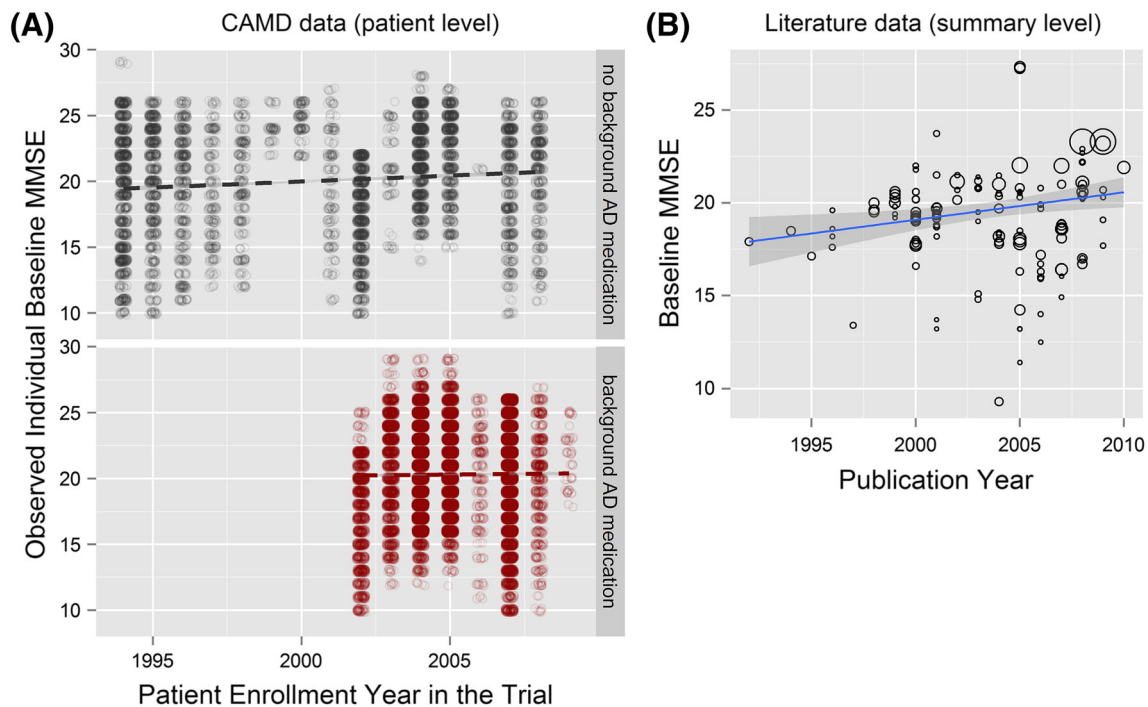 (A)
CAMD data (patient level)
Observed Individual Baseline MMSE
30
25
20
15
10
no background AD medication
30
25
20
15
10
background AD medication
1995
2000
2005
Patient Enrollment Year in the Trial
(B)
Literature data (summary level)
Baseline MMSE
25
20
15
10
1995
2000
2005
2010
Publication Year